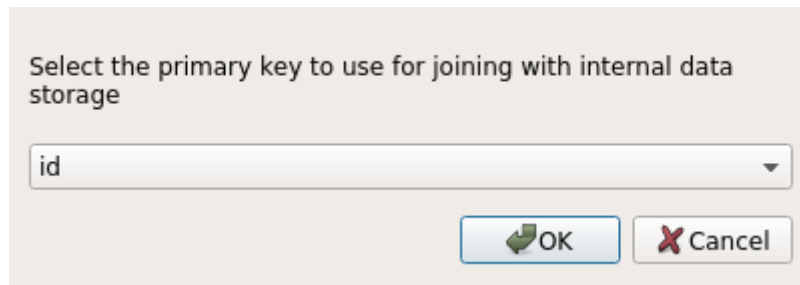 Select the primary key to use for joining with internal data
storage
id
OK
Cancel